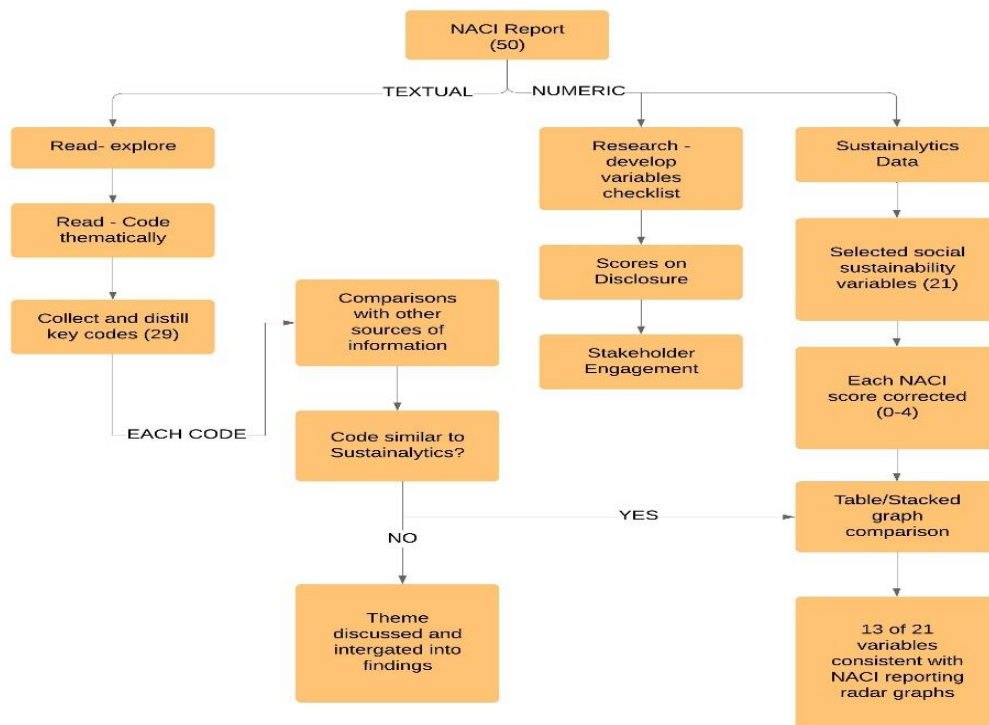 NACI Report
(50)
TEXTUAL
NUMERIC
Read- explore
Read - Code
thematically
Collect and distill
key codes (29)
EACH CODE
Comparisons
with other
sources of
information
Code similar to
Sustainalytics?
NO
YES
Theme
discussed and
intergated into
findings
Research -
develop
variables
checklist
Scores on
Disclosure
Stakeholder
Engagement
Sustainalytics
Data
Selected social
sustainability
variables (21)
Each NACI
score corrected
(0-4)
Table/Stacked
graph
comparison
13 of 21
variables
consistent with
NACI reporting
radar graphs